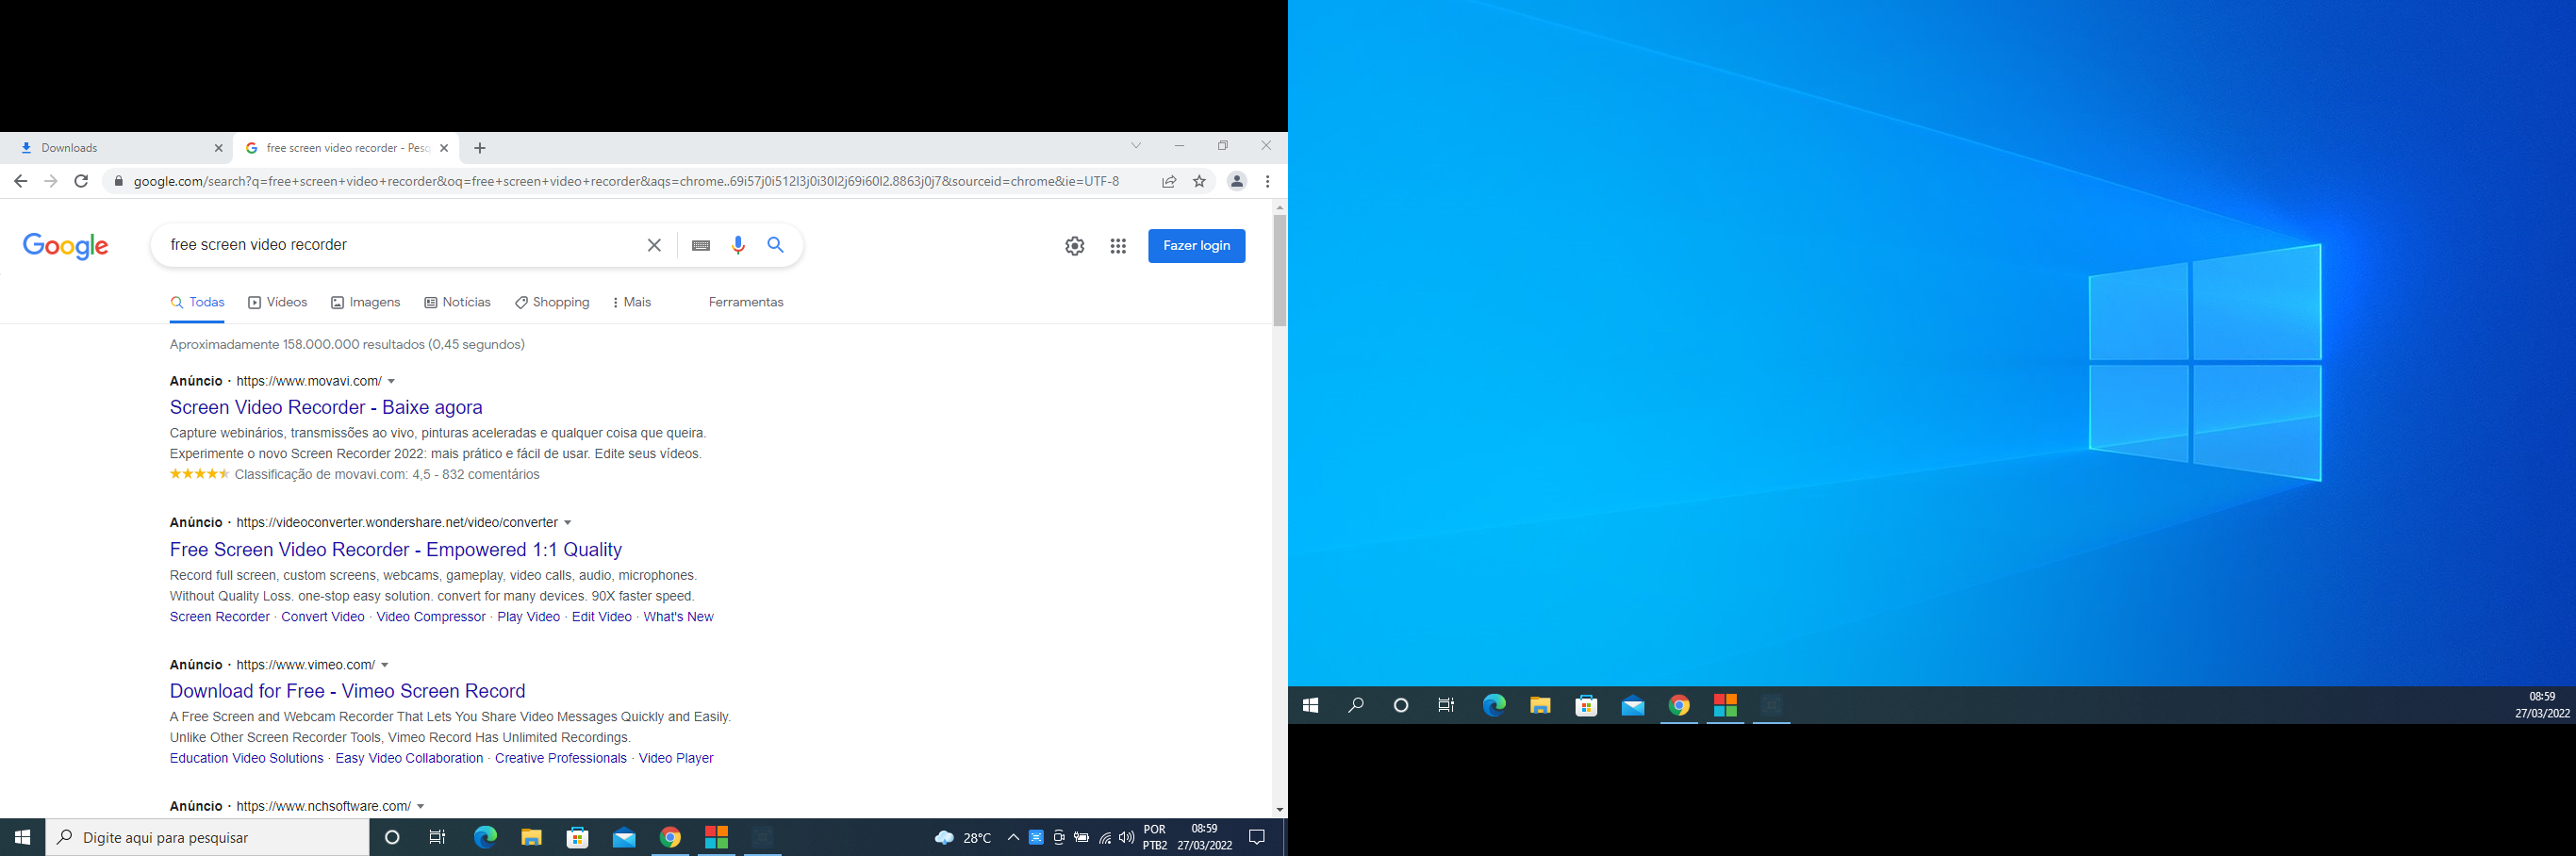 Downloads
free screen video recorder - Pesq
google.com/search?q=free+screen+video+recorder&oq=free+screen+video+recorder&aqs=chrome..69i57j0i512l3j0i30l2j69i60l2.8863j0j7&sourceid=chrome&ie=UTF-8
Google
free screen video recorder
Fazer login
Todas Vídeos Imagens Notícias Shopping Mais Ferramentas
Aproximadamente 158.000.000 resultados (0,45 segundos)
Anúncio · https://www.movavi.com/
Screen Video Recorder - Baixe agora
Capture webinários, transmissões ao vivo, pinturas aceleradas e qualquer coisa que queira.
Experimente o novo Screen Recorder 2022: mais prático e fácil de usar. Edite seus vídeos.
Classificação de movavi.com: 4,5 - 832 comentários
Anúncio · https://videoconverter.wondershare.net/video/converter
Free Screen Video Recorder - Empowered 1:1 Quality
Record full screen, custom screens, webcams, gameplay, video calls, audio, microphones.
Without Quality Loss. one-stop easy solution. convert for many devices. 90X faster speed.
Screen Recorder · Convert Video · Video Compressor · Play Video · Edit Video · What's New
Anúncio · https://www.vimeo.com/
Download for Free - Vimeo Screen Record
A Free Screen and Webcam Recorder That Lets You Share Video Messages Quickly and Easily.
Unlike Other Screen Recorder Tools, Vimeo Record Has Unlimited Recordings.
Education Video Solutions · Easy Video Collaboration · Creative Professionals · Video Player
Anúncio · https://www.nchsoftware.com/
Digite aqui para pesquisar
28°C
POR
PTB2
08:59
27/03/2022
08:59
27/03/2022